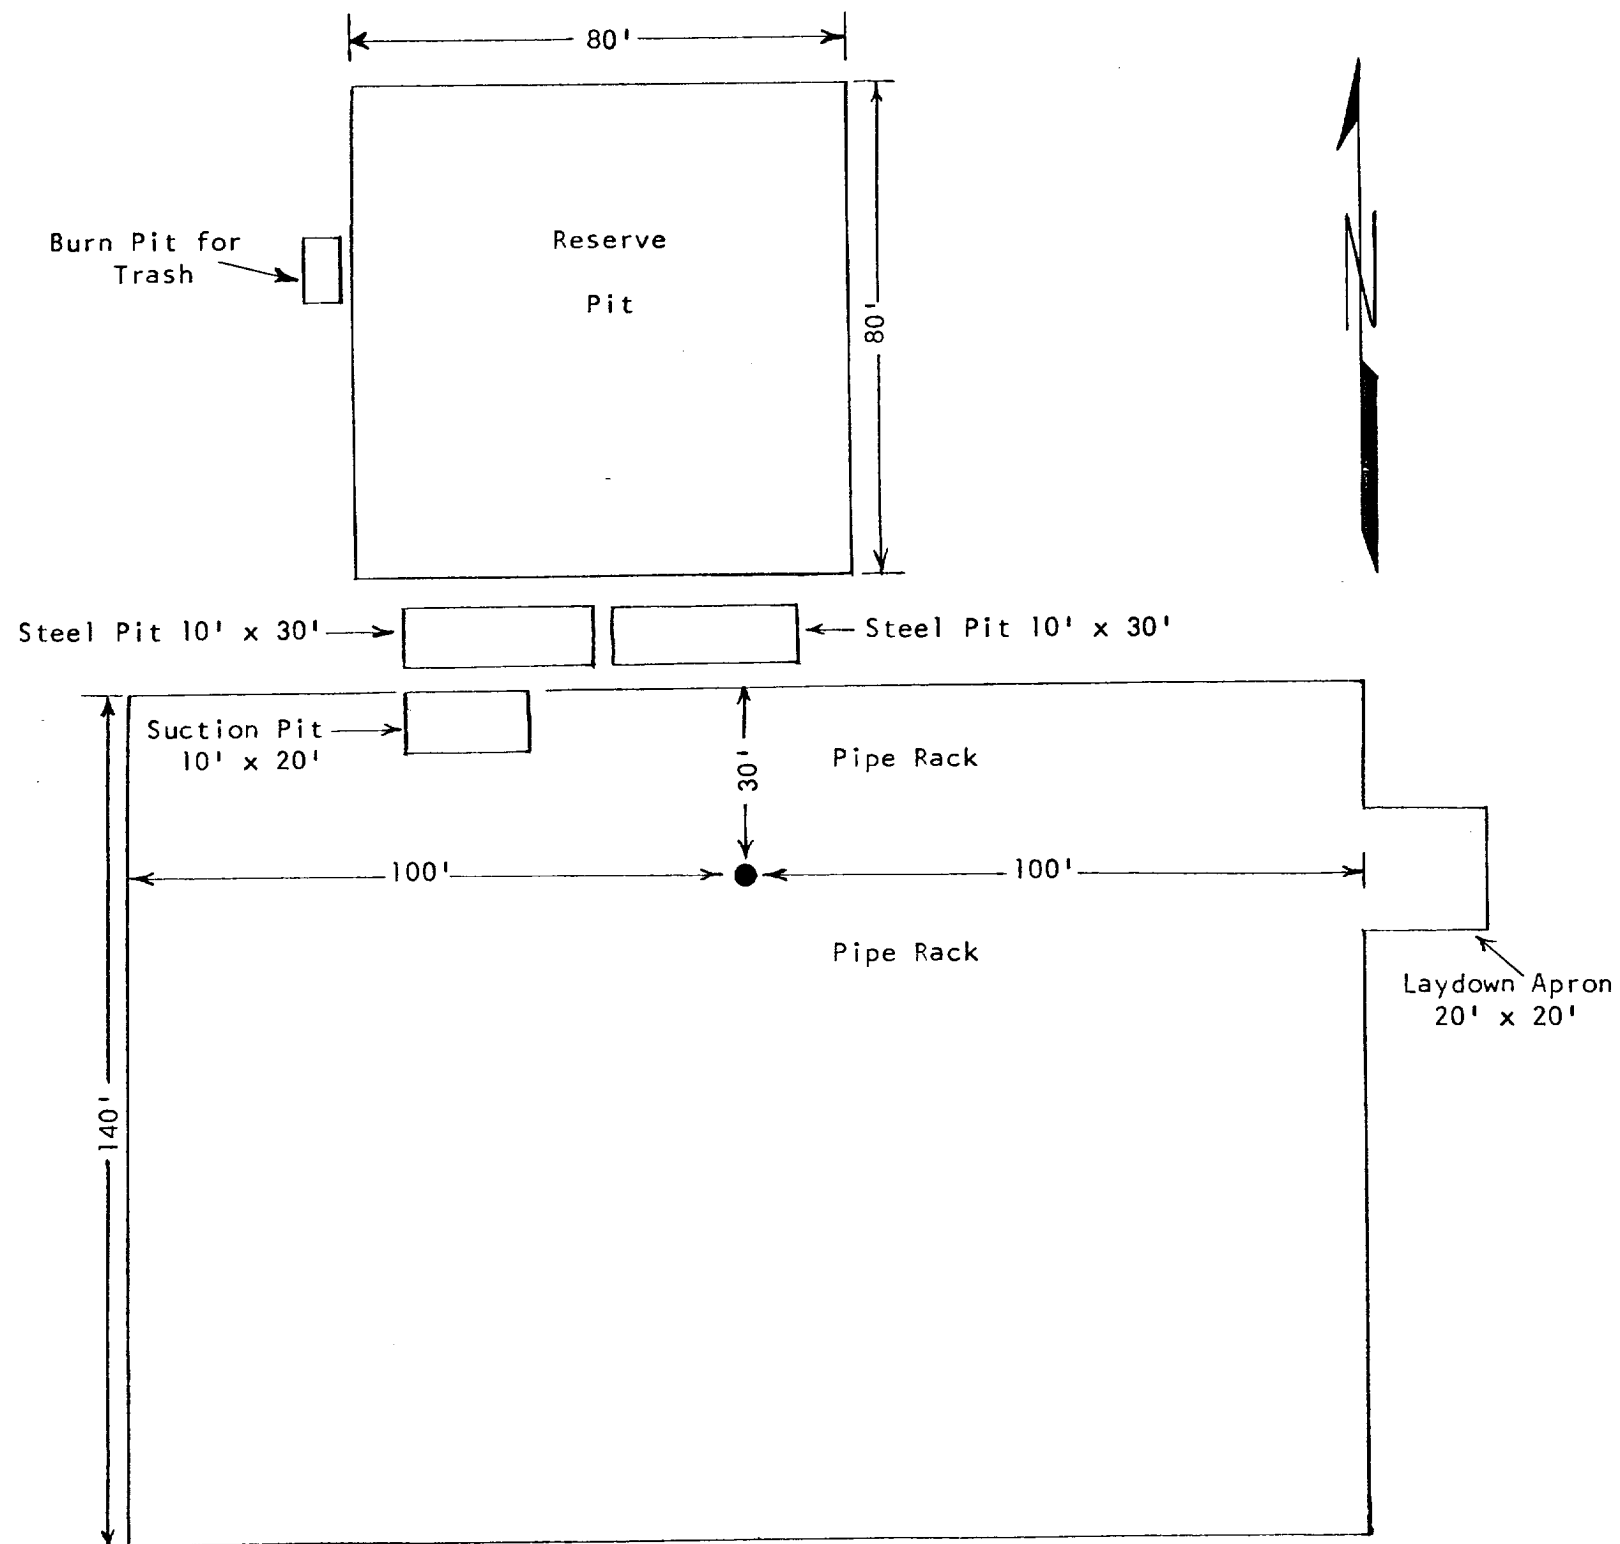 80'
Burn Pit for
Trash
Reserve
Pit
80'
N
Steel Pit 10' x 30'
Steel Pit 10' x 30'
Suction Pit
10' x 20'
30'
Pipe Rack
100'
100'
Pipe Rack
Laydown Apron
20' x 20'
140'